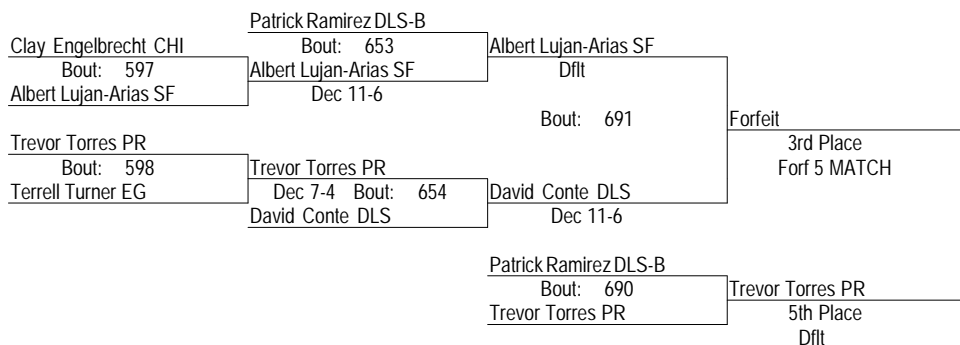 Patrick Ramirez DLS-B
Clay Engelbrecht CHI
Bout: 653
Albert Lujan-Arias SF
Bout: 597
Albert Lujan-Arias SF
Dflt
Albert Lujan-Arias SF
Dec 11-6
Bout: 691
Forfeit
Trevor Torres PR
3rd Place
Bout: 598
Trevor Torres PR
Forf 5 MATCH
Terrell Turner EG
Dec 7-4 Bout: 654
David Conte DLS
David Conte DLS
Dec 11-6
Patrick Ramirez DLS-B
Bout: 690
Trevor Torres PR
Trevor Torres PR
5th Place
Dflt